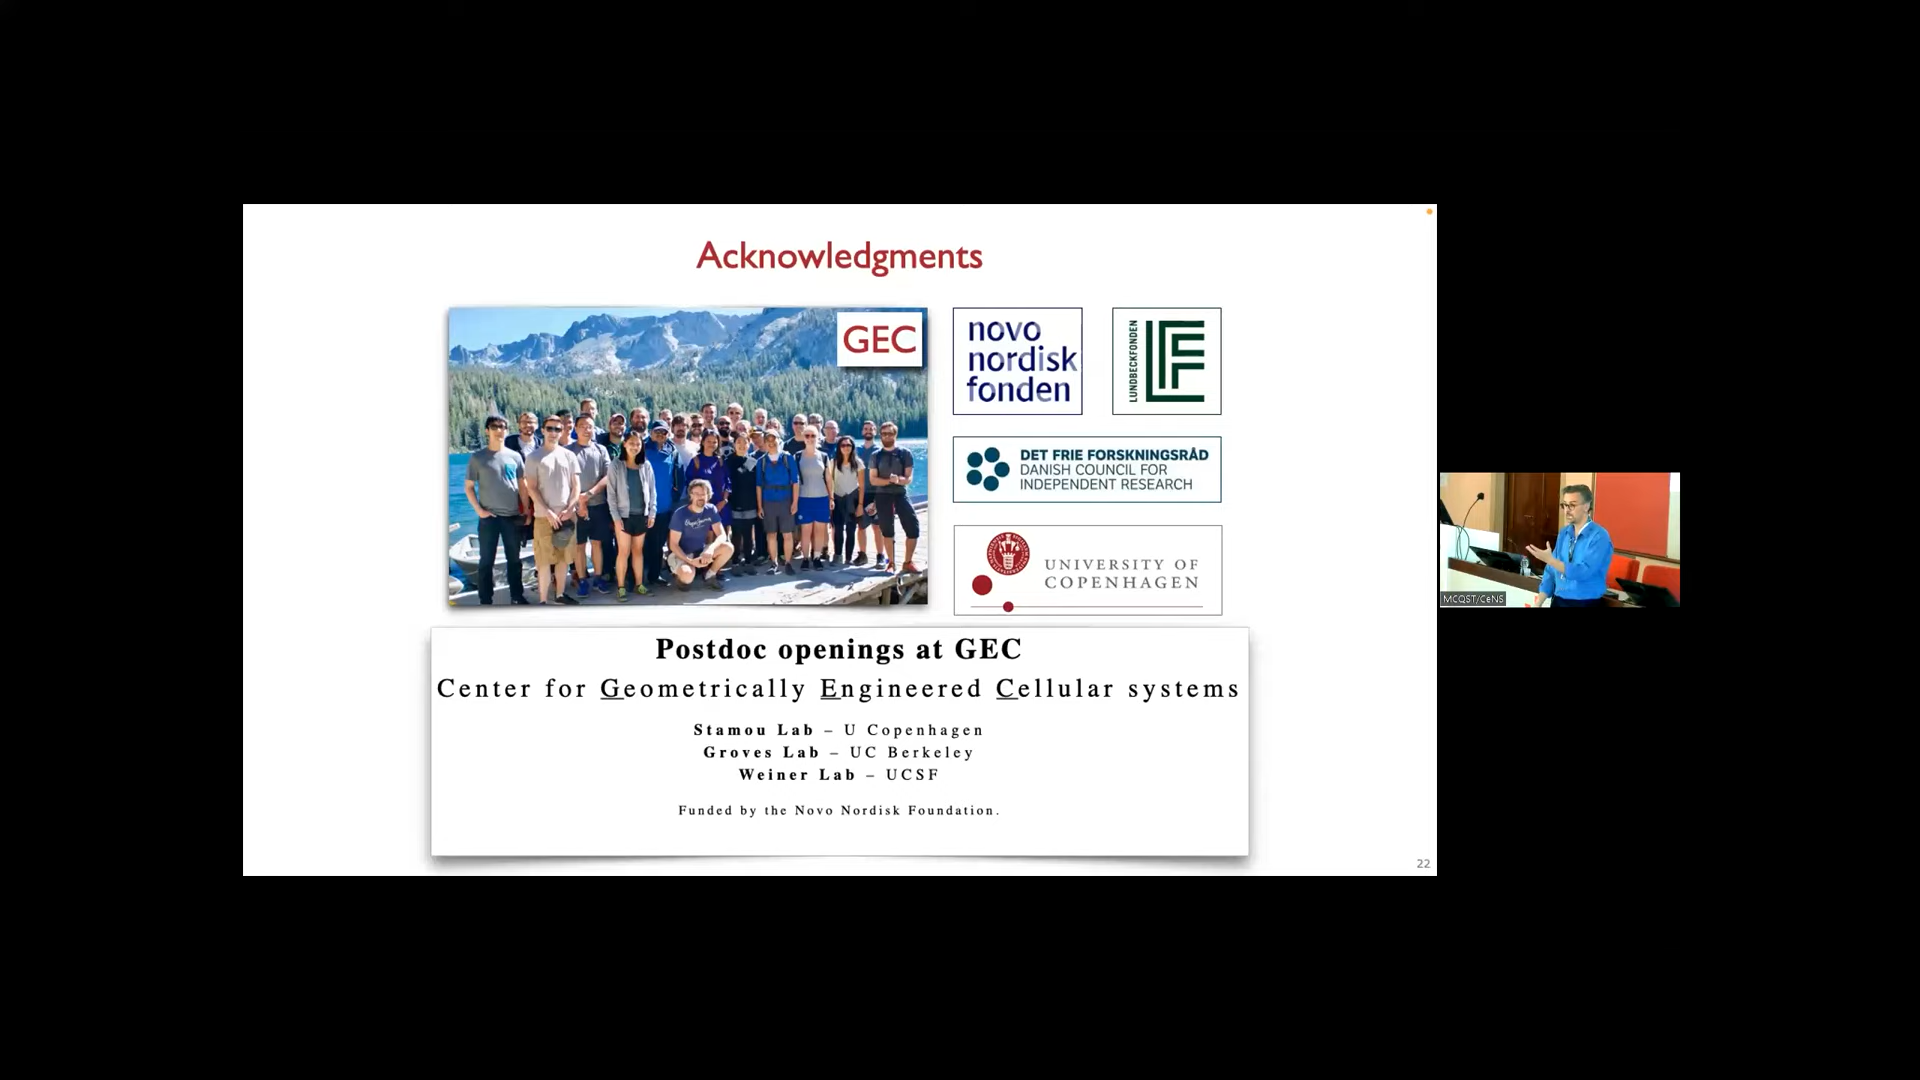 Acknowledgments
GEC
novo
nordisk
fonden
LUNDBECKFONDEN
DET FRIE FORSKNINGSRÅD
DANISH COUNCIL FOR
INDEPENDENT RESEARCH
UNIVERSITY OF
COPENHAGEN
Postdoc openings at GEC
Center for Geometrically Engineered Cellular systems
Stamou Lab – U Copenhagen
Groves Lab – UC Berkeley
Weiner Lab – UCSF
Funded by the Novo Nordisk Foundation.
22
MCQST/CeNS